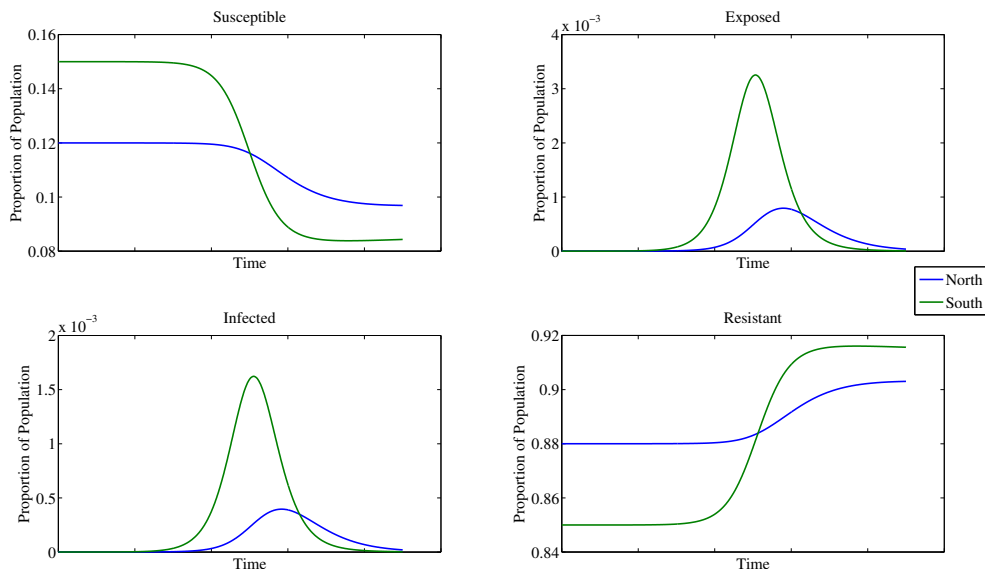 Susceptible
Proportion of Population
0.16
0.14
0.12
0.1
0.08
Time
Exposed
x 10⁻³
Proportion of Population
4
3
2
1
0
Time
North
South
Infected
x 10⁻³
Proportion of Population
2
1.5
1
0.5
0
Time
Resistant
Proportion of Population
0.92
0.9
0.88
0.86
0.84
Time